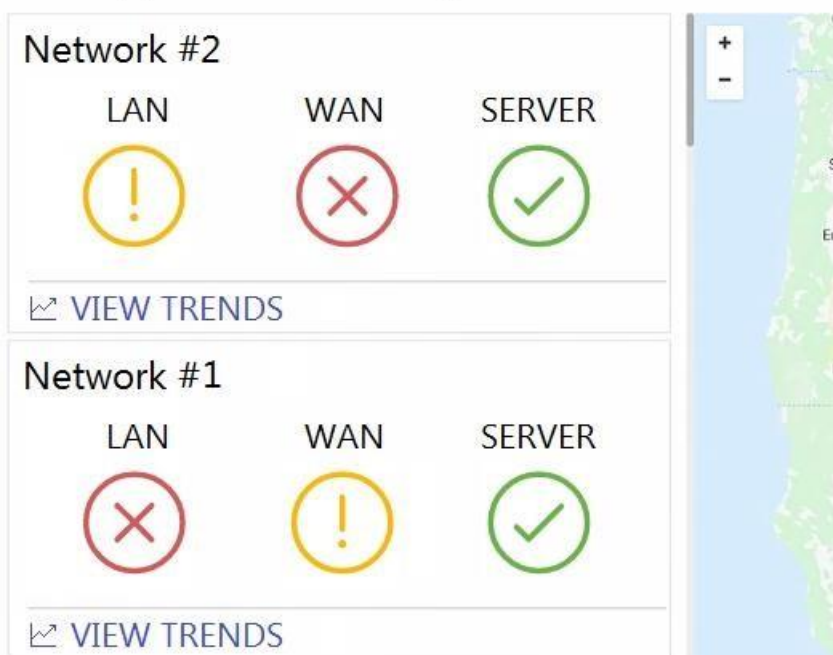 Network #2
LAN WAN SERVER
VIEW TRENDS
Network #1
LAN WAN SERVER
VIEW TRENDS
+
−